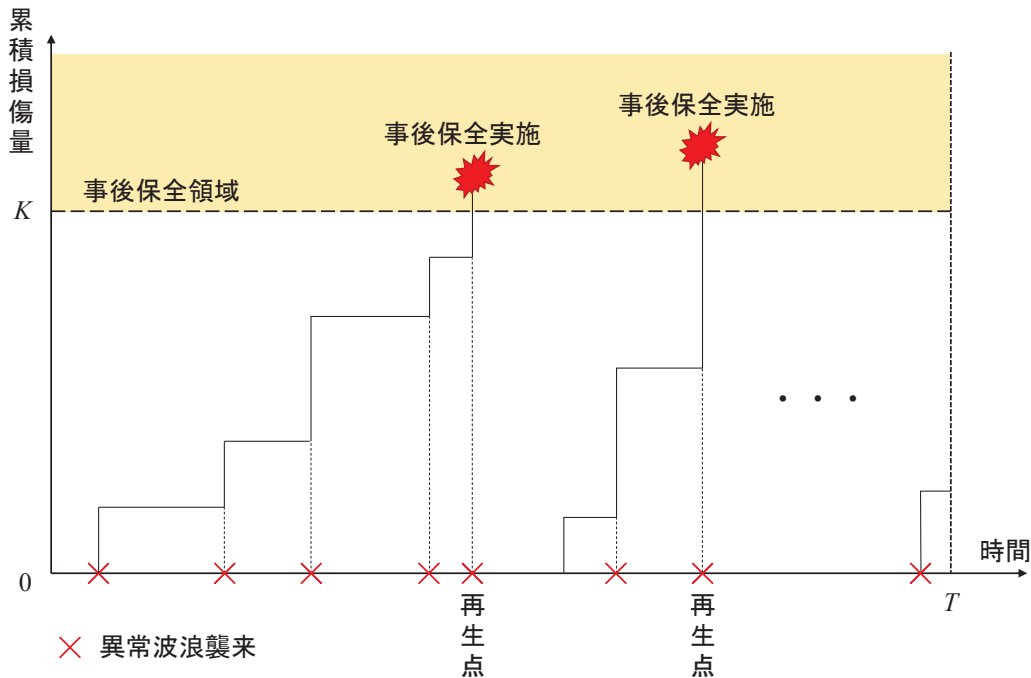 累積損傷量
事後保全実施
事後保全実施
事後保全領域
K
0
時間
T
再生点
再生点
異常波浪襲来